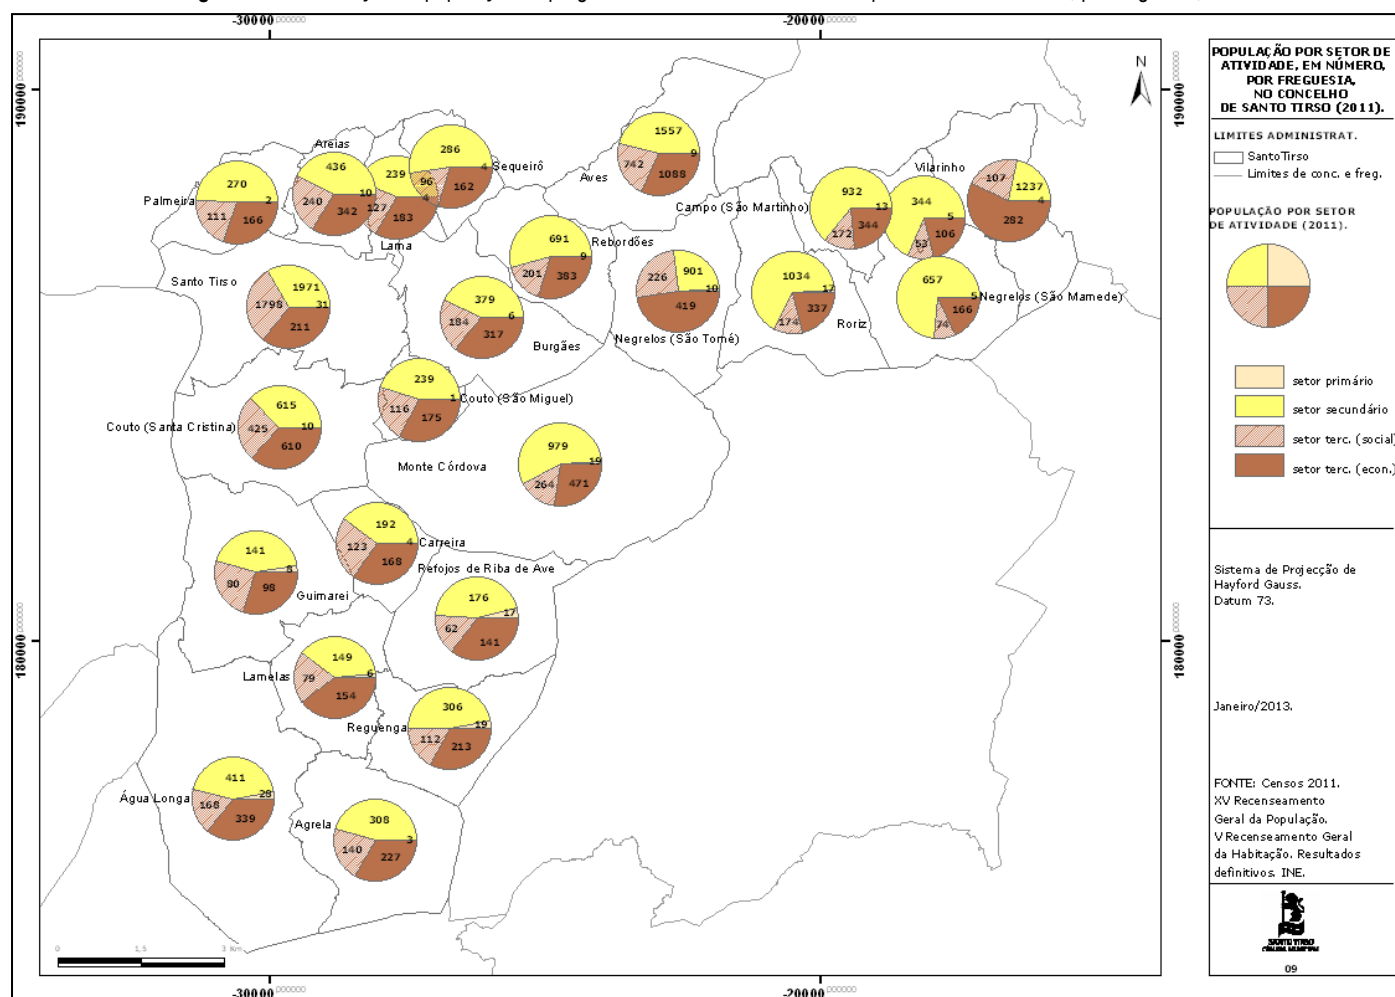 -30000
-20000
190000
190000
180000
180000
N
Areias
436
10
240
342
286
4
96
162
Sequeirô
239
4
127
183
Lama
270
2
111
166
Palmeira
1557
9
742
1088
Aves
Vilarinho
107
1237
4
282
932
13
172
344
Campo (São Martinho)
344
5
53
106
691
9
201
383
Rebordões
226
901
10
419
Negrelos (São Tomé)
1034
17
174
337
Roriz
657
5
74
166
Negrelos (São Mamede)
Santo Tirso
1971
31
1798
211
379
6
184
317
Burgães
239
1
116
175
Couto (São Miguel)
615
10
425
610
Couto (Santa Cristina)
Monte Córdova
979
19
264
471
192
4
123
168
Carreira
141
8
80
98
Guimarei
Refojos de Riba de Ave
176
17
62
141
149
6
79
154
Lamelas
306
19
112
213
Reguenga
411
28
168
339
Água Longa
308
3
140
227
Agrela
0
1,5
3 Km
-30000
-20000
POPULAÇÃO POR SETOR DE
ATIVIDADE, EM NÚMERO,
POR FREGUESIA,
NO CONCELHO
DE SANTO TIRSO (2011).
LIMITES ADMINISTRAT.
Santo Tirso
Limites de conc. e freg.
POPULAÇÃO POR SETOR
DE ATIVIDADE (2011).
setor primário
setor secundário
setor terc. (social)
setor terc. (econ.)
Sistema de Projecção de
Hayford Gauss.
Datum 73.
Janeiro/2013.
FONTE: Censos 2011.
XV Recenseamento
Geral da População.
V Recenseamento Geral
da Habitação. Resultados
definitivos. INE.
SANTO TIRSO
CÂMARA MUNICIPAL
09